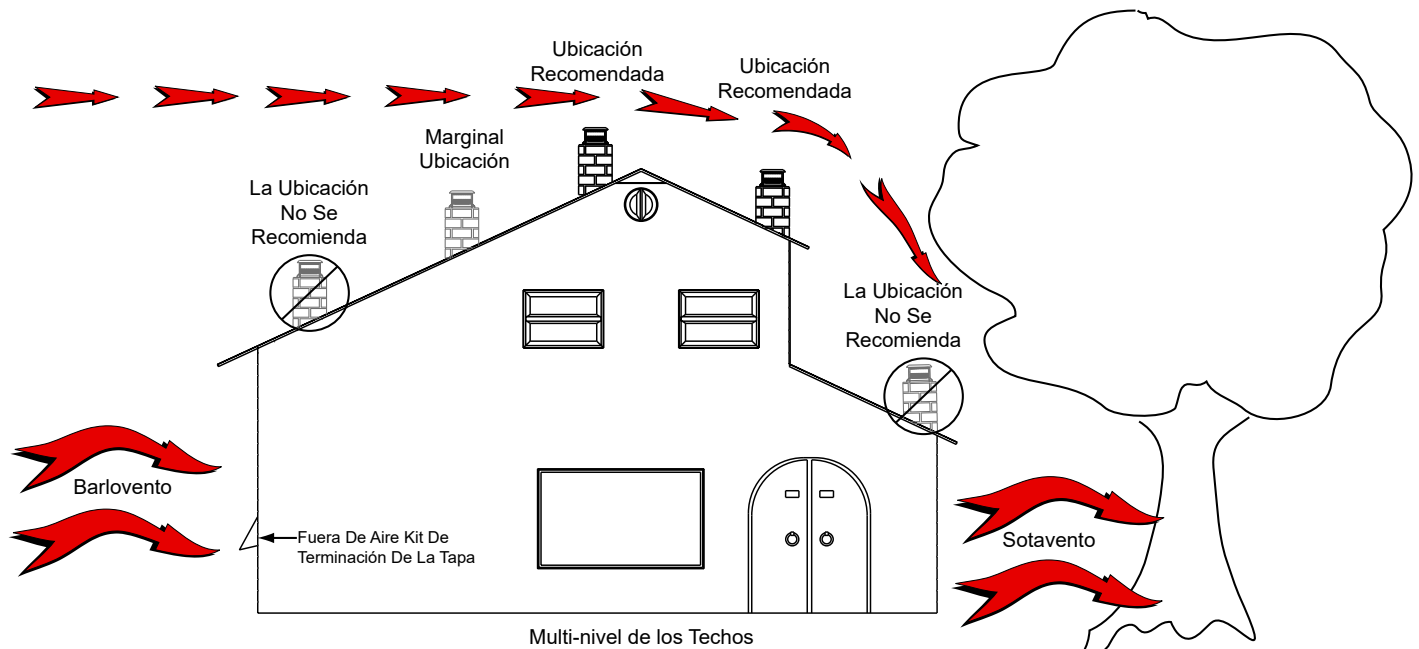 Ubicación
Recomendada
Ubicación
Recomendada
Marginal
Ubicación
La Ubicación
No Se
Recomienda
La Ubicación
No Se
Recomienda
Barlovento
Fuera De Aire Kit De
Terminación De La Tapa
Sotavento
Multi-nivel de los Techos